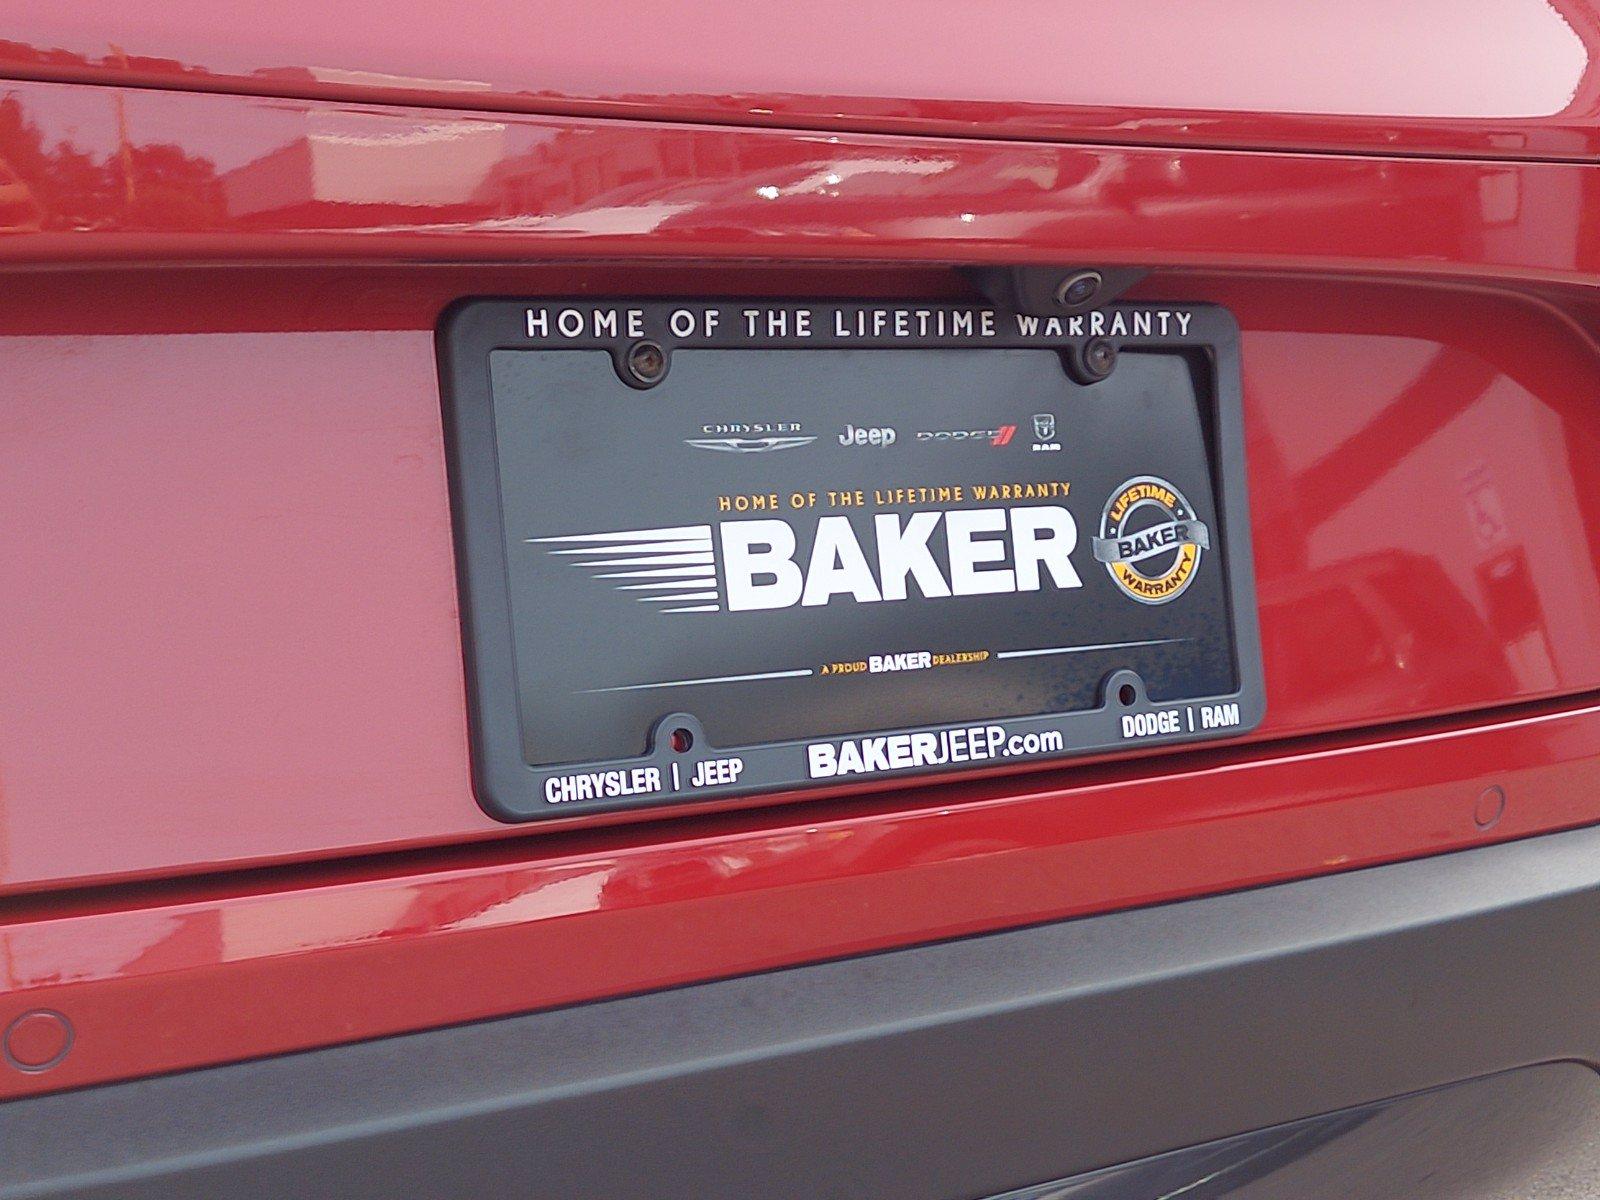 HOME OF THE LIFETIME WARRANTY
CHRYSLER Jeep DODGE RAM
HOME OF THE LIFETIME WARRANTY
BAKER
LIFETIME
BAKER
WARRANTY
A PROUD BAKER DEALERSHIP
CHRYSLER | JEEP BAKERJEEP.com DODGE | RAM